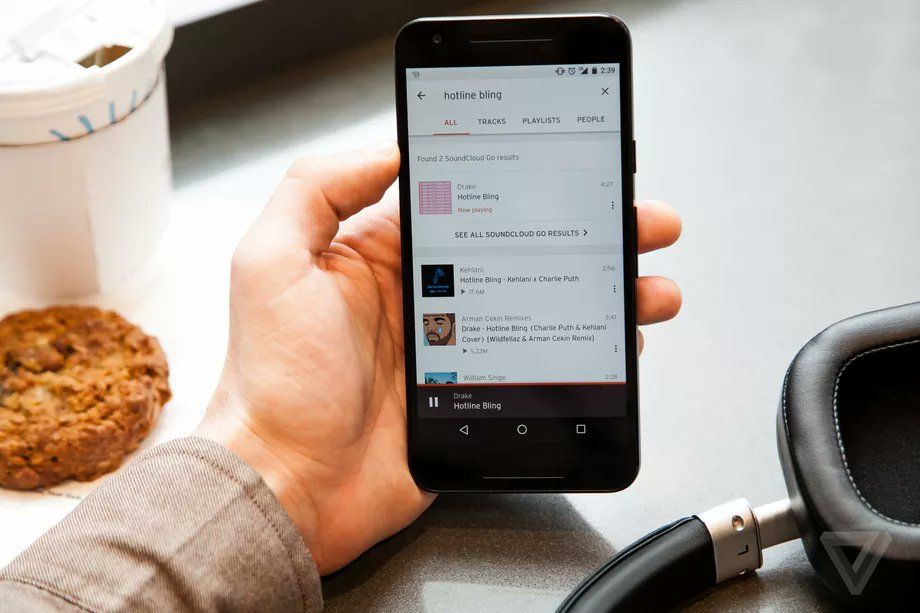 2:39
hotline bling
ALL TRACKS PLAYLISTS PEOPLE
Found 2 SoundCloud Go results
Drake 4:27
Hotline Bling
Now playing
SEE ALL SOUNDCLOUD GO RESULTS
Kehlani 2:56
Hotline Bling - Kehlani x Charlie Puth
17.6M
Arman Cekin Remixes 3:41
Drake - Hotline Bling (Charlie Puth & Kehlani
Cover) [Wildfellaz & Arman Cekin Remix]
5.22M
William Singe 2:28
Drake
Hotline Bling
L